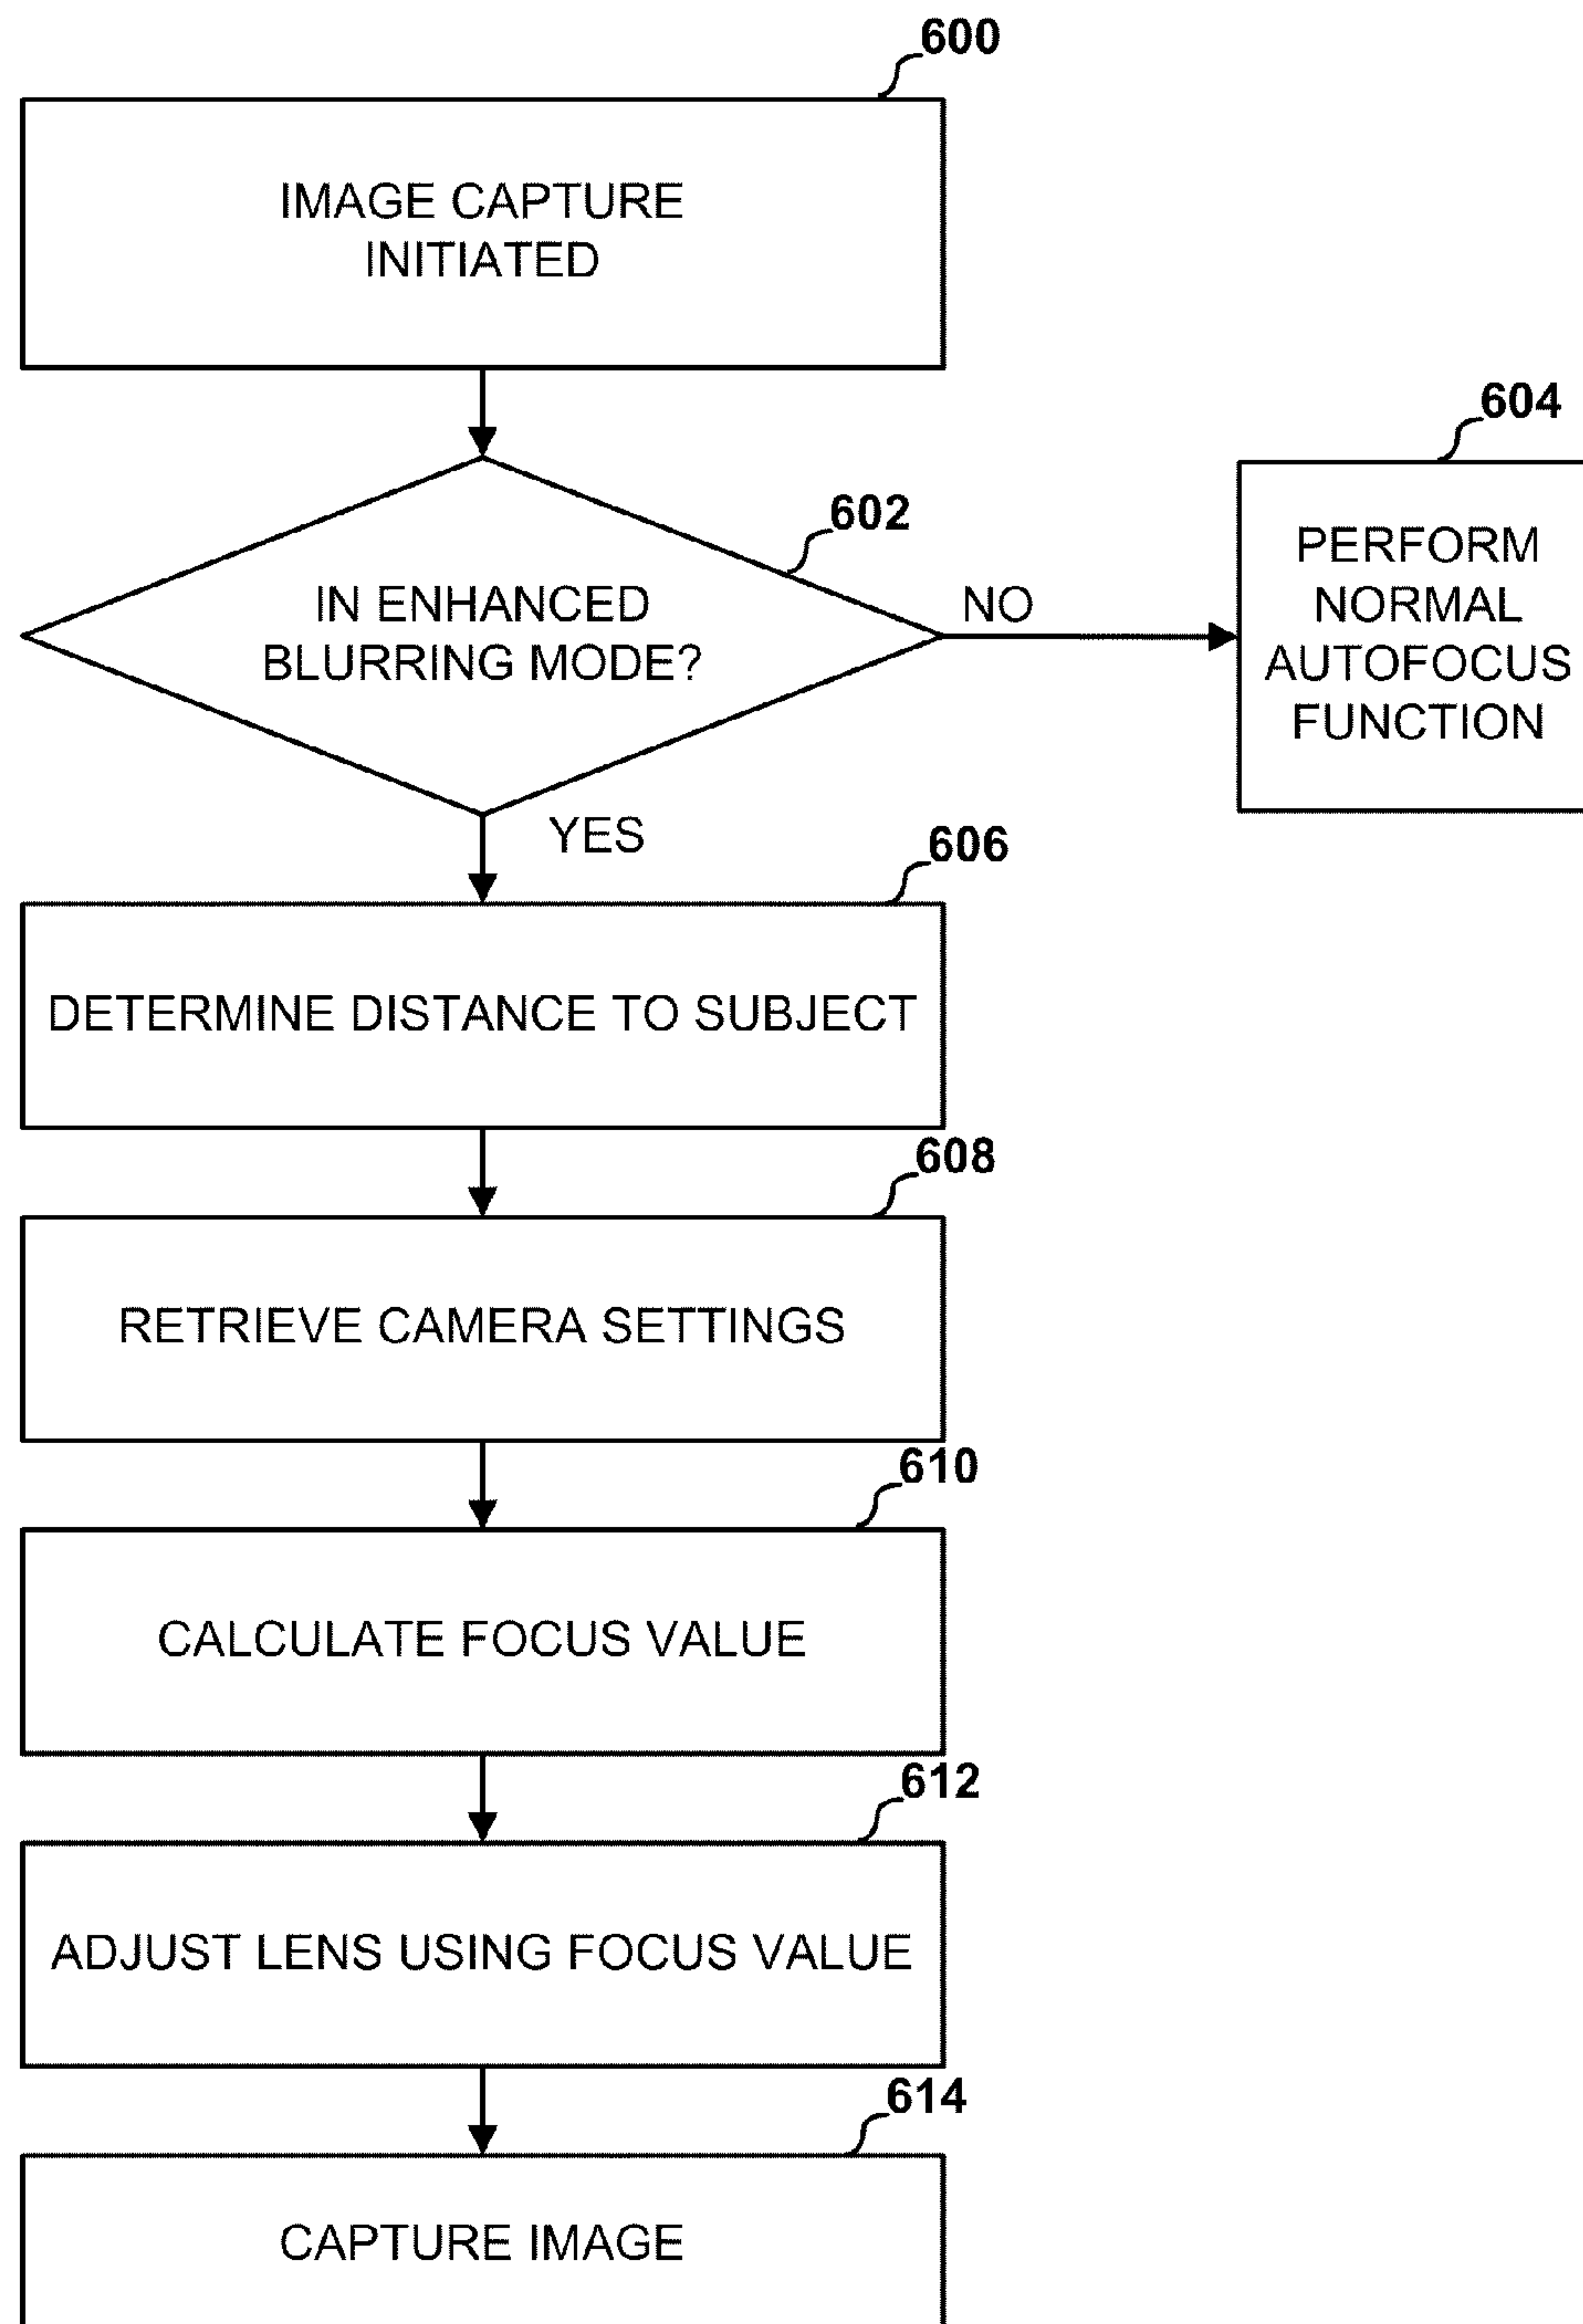 600
IMAGE CAPTURE
INITIATED
602
IN ENHANCED
BLURRING MODE?
NO
604
PERFORM
NORMAL
AUTOFOCUS
FUNCTION
YES
606
DETERMINE DISTANCE TO SUBJECT
608
RETRIEVE CAMERA SETTINGS
610
CALCULATE FOCUS VALUE
612
ADJUST LENS USING FOCUS VALUE
614
CAPTURE IMAGE